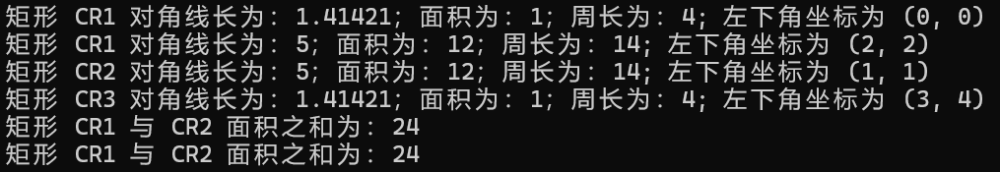 矩形 CR1 对角线长为: 1.41421; 面积为: 1; 周长为: 4; 左下角坐标为 (0, 0)
矩形 CR1 对角线长为: 5; 面积为: 12; 周长为: 14; 左下角坐标为 (2, 2)
矩形 CR2 对角线长为: 5; 面积为: 12; 周长为: 14; 左下角坐标为 (1, 1)
矩形 CR3 对角线长为: 1.41421; 面积为: 1; 周长为: 4; 左下角坐标为 (3, 4)
矩形 CR1 与 CR2 面积之和为: 24
矩形 CR1 与 CR2 面积之和为: 24